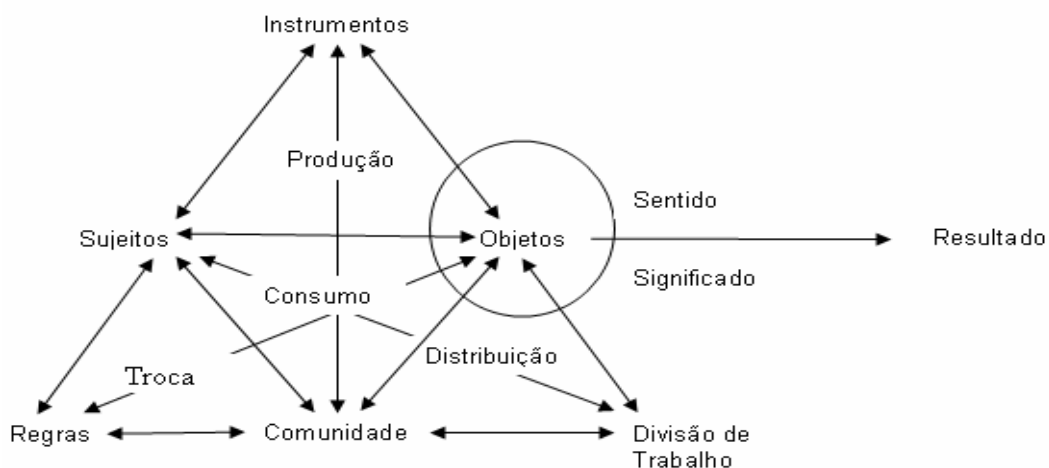 Instrumentos
Produção
Sentido
Sujeitos
Objetos
Resultado
Significado
Consumo
Distribuição
Troca
Regras
Comunidade
Divisão de
Trabalho